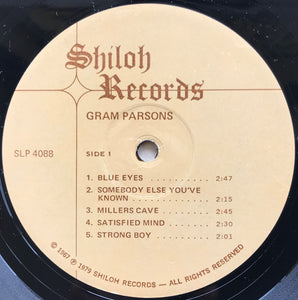 Shiloh
Records
GRAM PARSONS
SLP 4088
SIDE 1
1. BLUE EYES .......... 2:47
2. SOMEBODY ELSE YOU'VE
KNOWN .......... 2:15
3. MILLERS CAVE ....... 2:45
4. SATISFIED MIND ..... 2:30
5. STRONG BOY ........ 2:01
© 1967 ℗ 1979 SHILOH RECORDS — ALL RIGHTS RESERVED